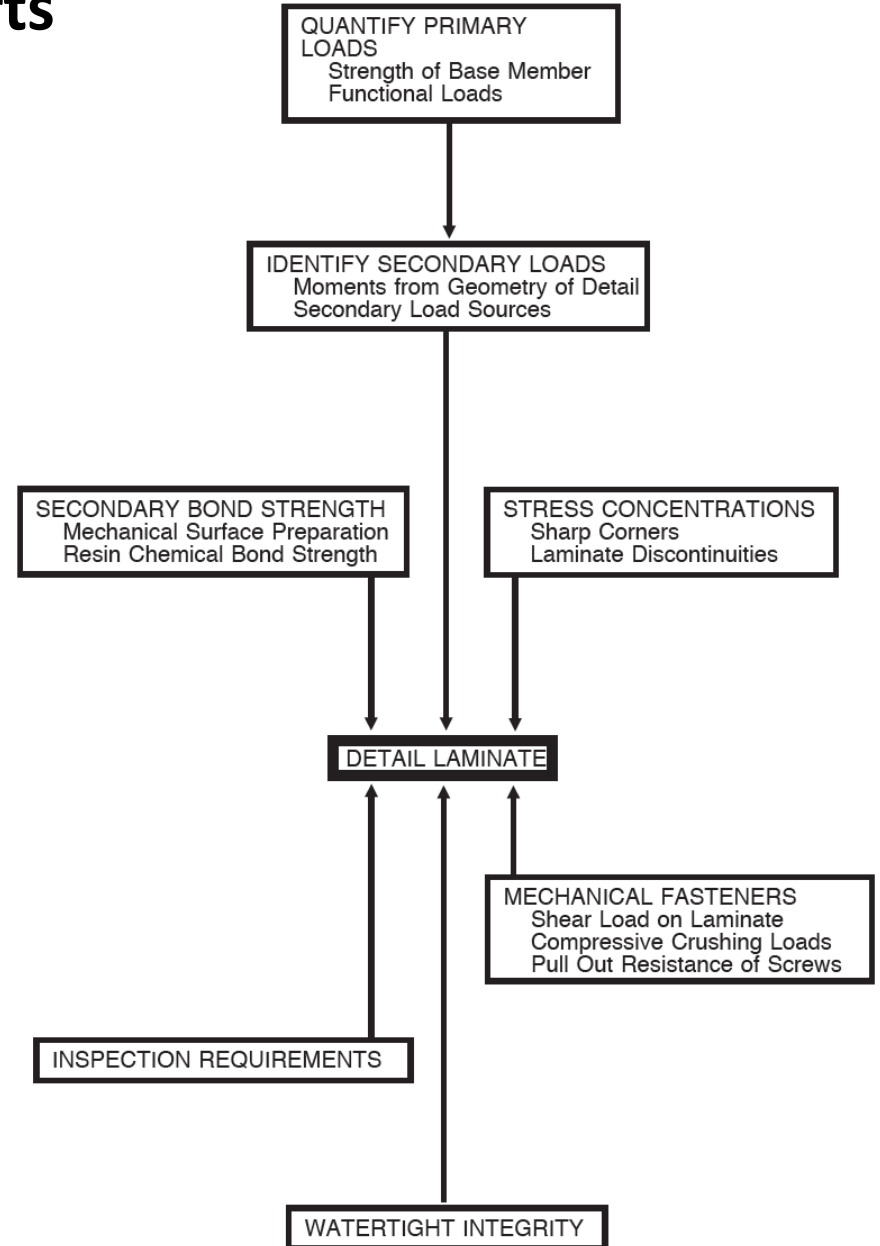 QUANTIFY PRIMARY
LOADS
Strength of Base Member
Functional Loads
IDENTIFY SECONDARY LOADS
Moments from Geometry of Detail
Secondary Load Sources
SECONDARY BOND STRENGTH
Mechanical Surface Preparation
Resin Chemical Bond Strength
STRESS CONCENTRATIONS
Sharp Corners
Laminate Discontinuities
DETAIL LAMINATE
MECHANICAL FASTENERS
Shear Load on Laminate
Compressive Crushing Loads
Pull Out Resistance of Screws
INSPECTION REQUIREMENTS
WATERTIGHT INTEGRITY